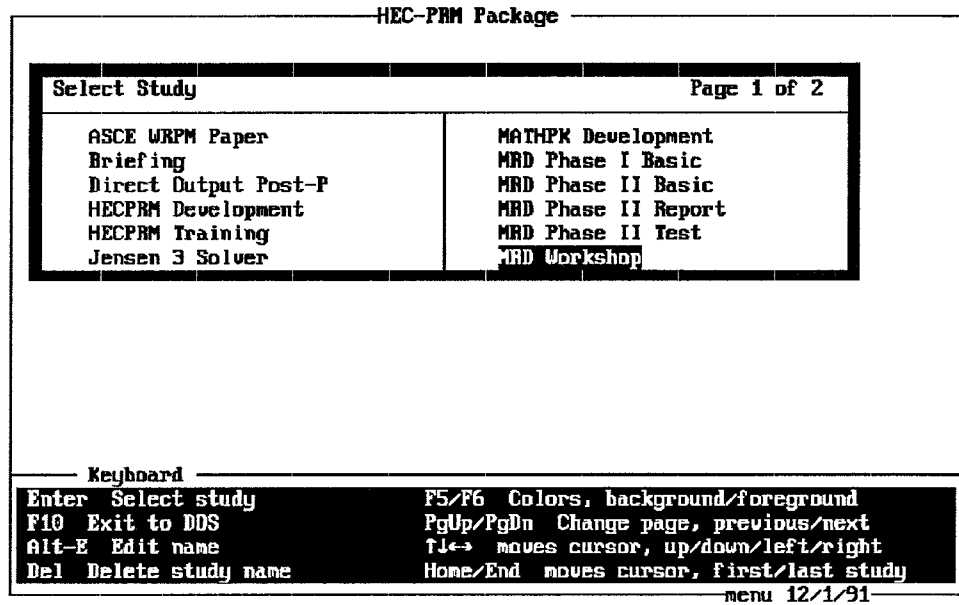 HEC-PRM Package
Select Study Page 1 of 2
ASCE WRPM Paper
Briefing
Direct Output Post-P
HECPRM Development
HECPRM Training
Jensen 3 Solver
MATHPK Development
MRD Phase I Basic
MRD Phase II Basic
MRD Phase II Report
MRD Phase II Test
MRD Workshop
Keyboard
Enter Select study
F10 Exit to DOS
Alt-E Edit name
Del Delete study name
F5/F6 Colors, background/foreground
PgUp/PgDn Change page, previous/next
↑↓↔ moves cursor, up/down/left/right
Home/End moves cursor, first/last study
menu 12/1/91